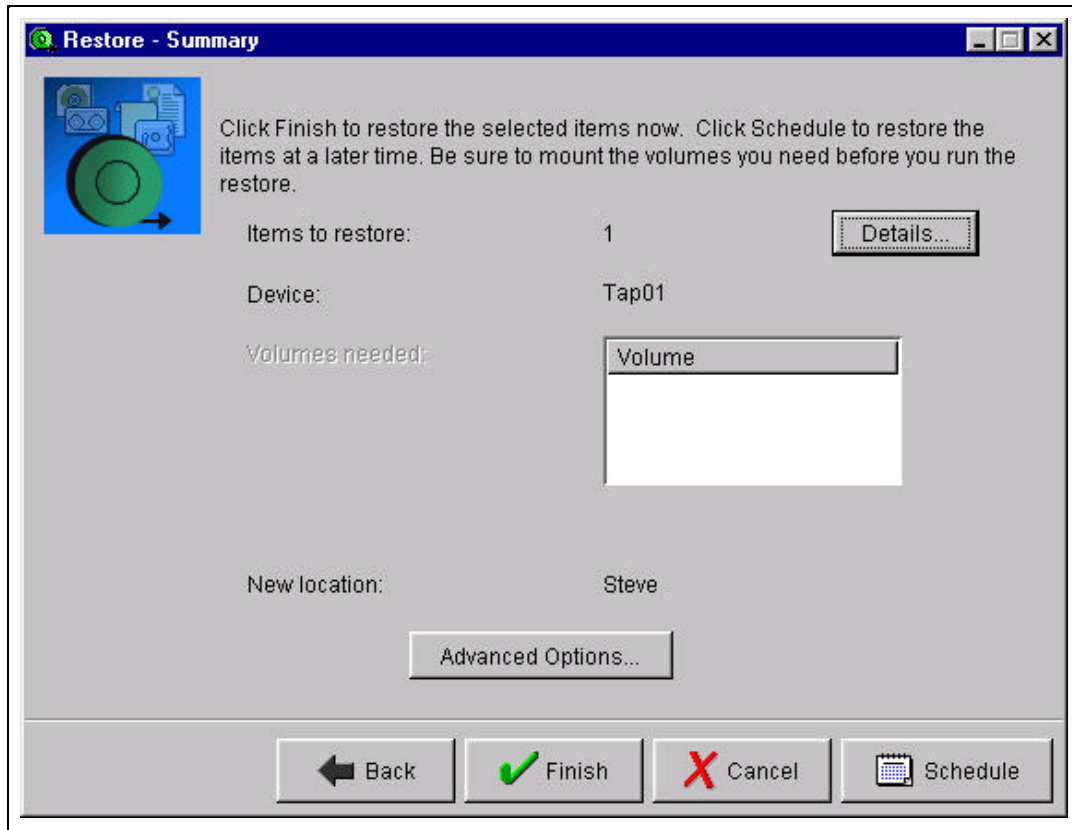 Restore - Summary
Click Finish to restore the selected items now. Click Schedule to restore the
items at a later time. Be sure to mount the volumes you need before you run the
restore.
Items to restore: 1 Details...
Device: Tap01
Volumes needed: Volume
New location: Steve
Advanced Options...
Back Finish Cancel Schedule